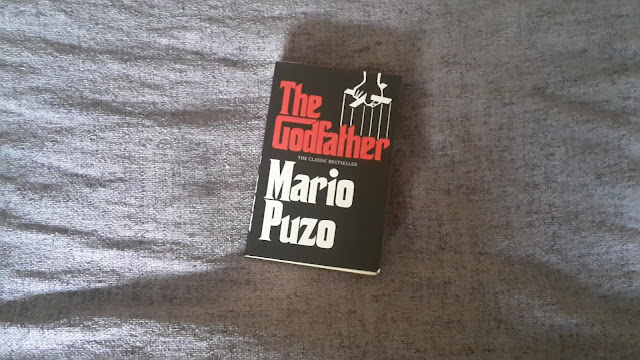 The
Godfather
THE CLASSIC BESTSELLER
Mario
Puzo